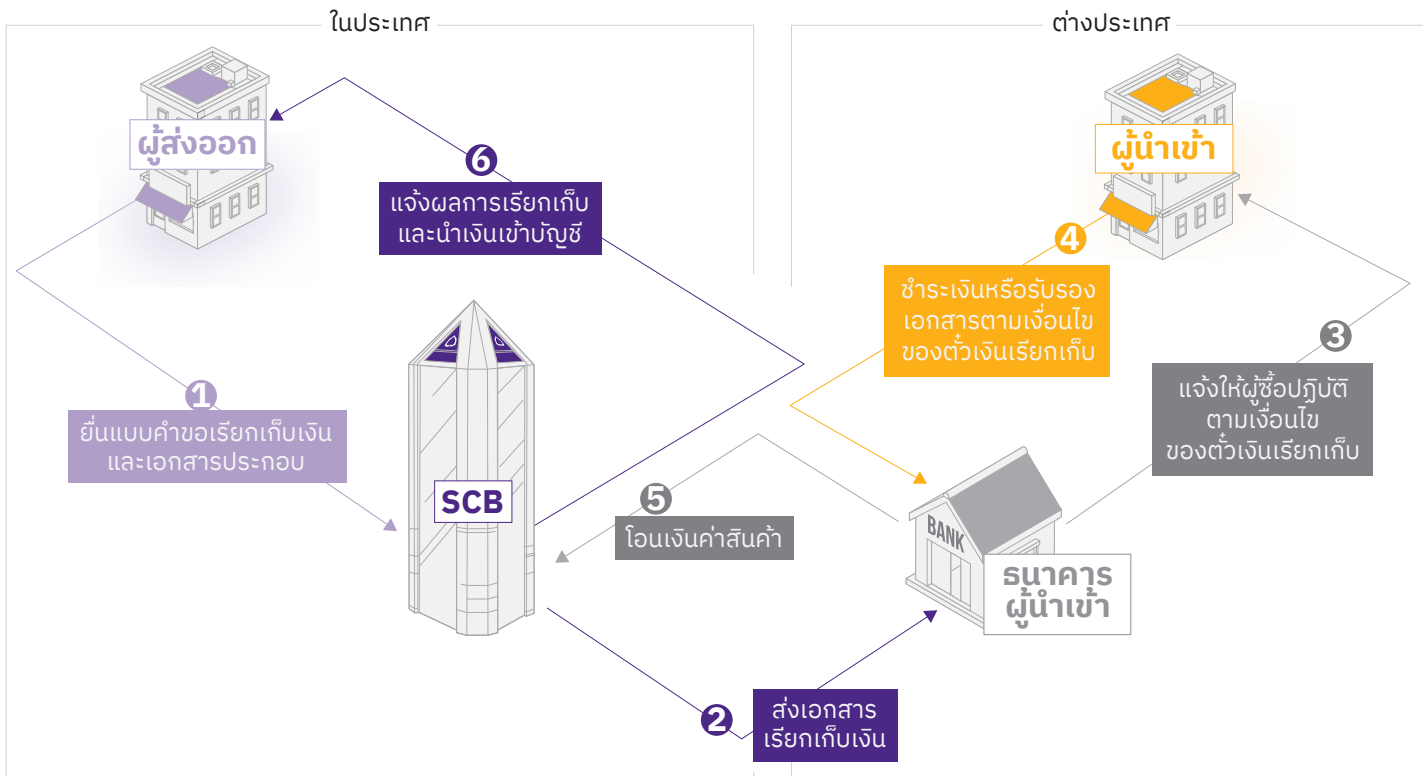 ในประเทศ
ต่างประเทศ
ผู้ส่งออก
ผู้นำเข้า
1
ยื่นแบบคำขอเรียกเก็บเงิน
และเอกสารประกอบ
SCB
2
ส่งเอกสาร
เรียกเก็บเงิน
BANK
ธนาคาร
ผู้นำเข้า
3
แจ้งให้ผู้ซื้อปฏิบัติ
ตามเงื่อนไข
ของตั๋วเงินเรียกเก็บ
4
ชำระเงินหรือรับรอง
เอกสารตามเงื่อนไข
ของตั๋วเงินเรียกเก็บ
5
โอนเงินค่าสินค้า
6
แจ้งผลการเรียกเก็บ
และนำเงินเข้าบัญชี